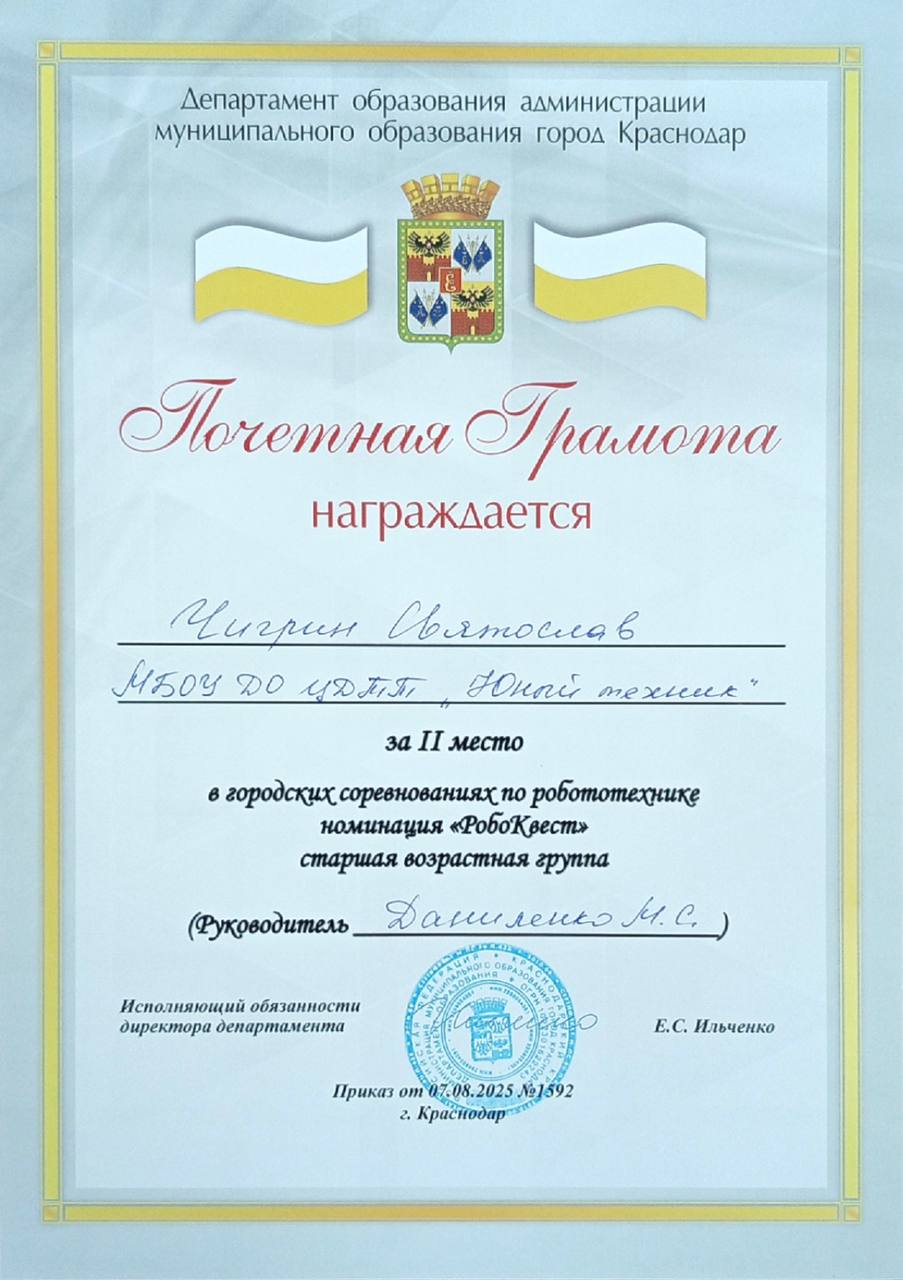 Департамент образования администрации
муниципального образования город Краснодар
Почетная Грамота
награждается
Чигрин Святослав
МБОУ ДО ЦДТТ „Юный техник"
за II место
в городских соревнованиях по робототехнике
номинация «РобоКвест»
старшая возрастная группа
(Руководитель Даниленко М.С.)
Исполняющий обязанности
директора департамента
Е.С. Ильченко
Приказ от 07.08.2025 №1592
г. Краснодар